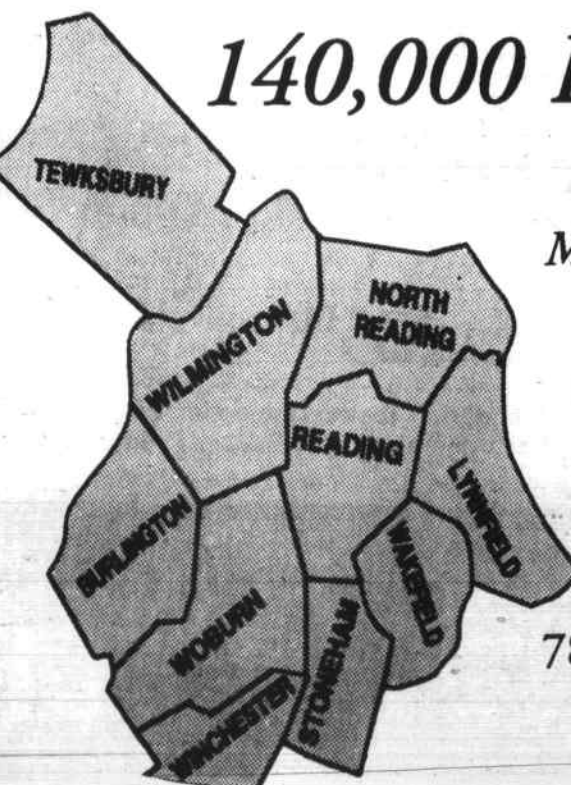 140,000
TEWKSBURY
M
NORTH
READING
WILMINGTON
READING
LYNNFIELD
BURLINGTON
WAKEFIELD
WOBURN
STONEHAM
WINCHESTER